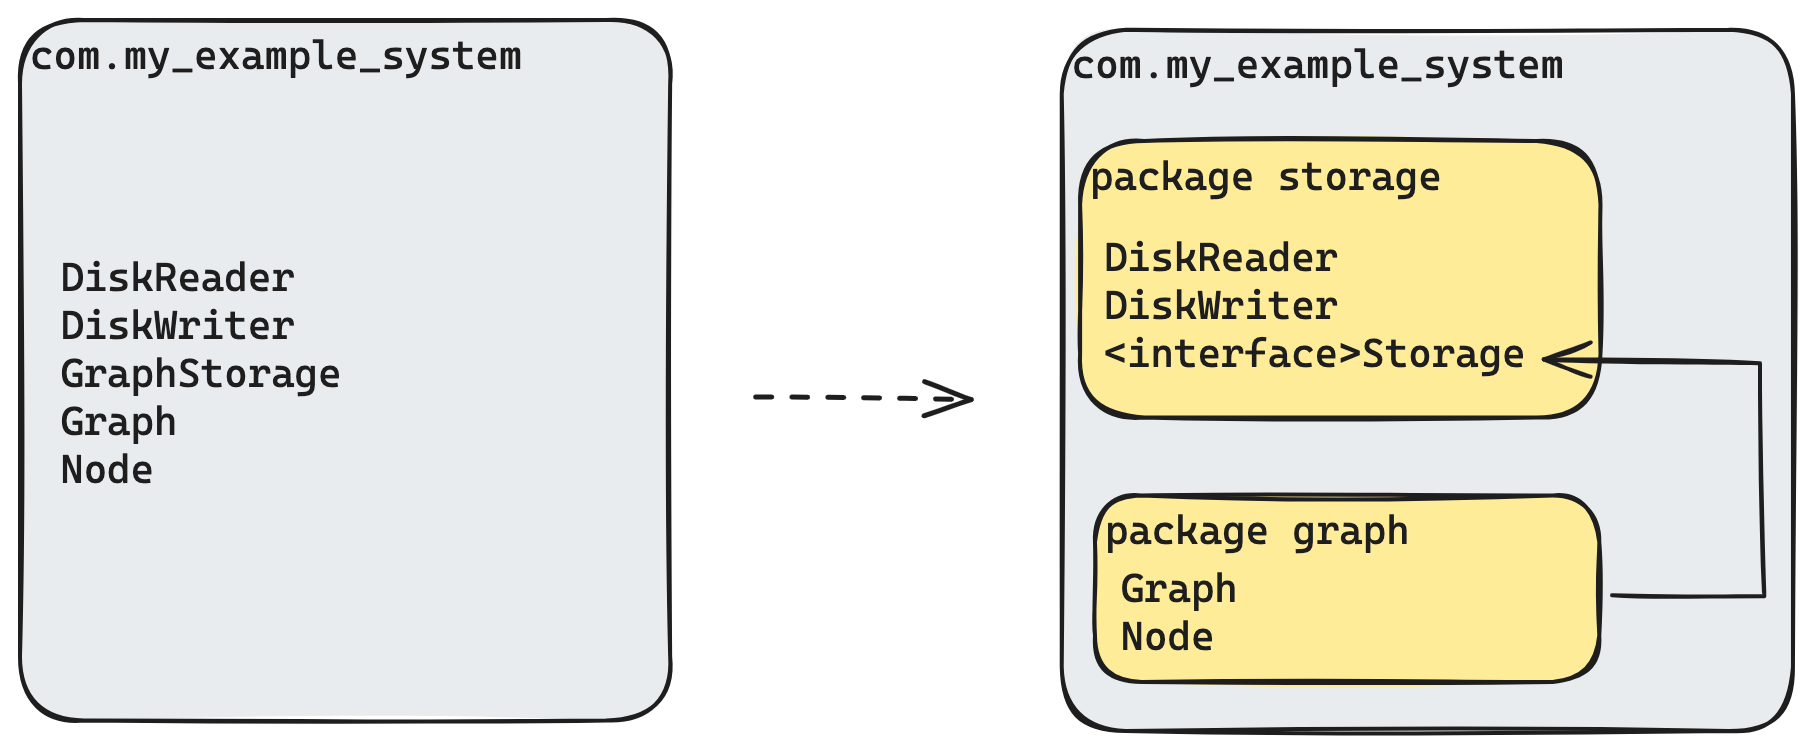 com.my_example_system
DiskReader
DiskWriter
GraphStorage
Graph
Node
com.my_example_system
package storage
DiskReader
DiskWriter
<interface>Storage
package graph
Graph
Node